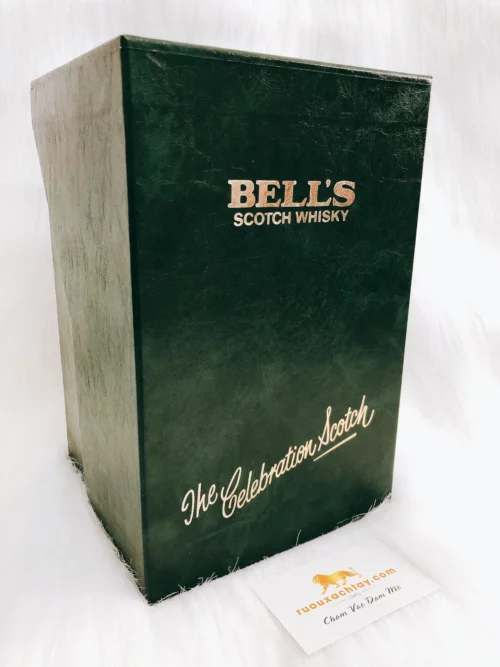 BELL'S
SCOTCH WHISKY
The Celebration Scotch
ruouxachtay.com
Chạm Vào Đam Mê